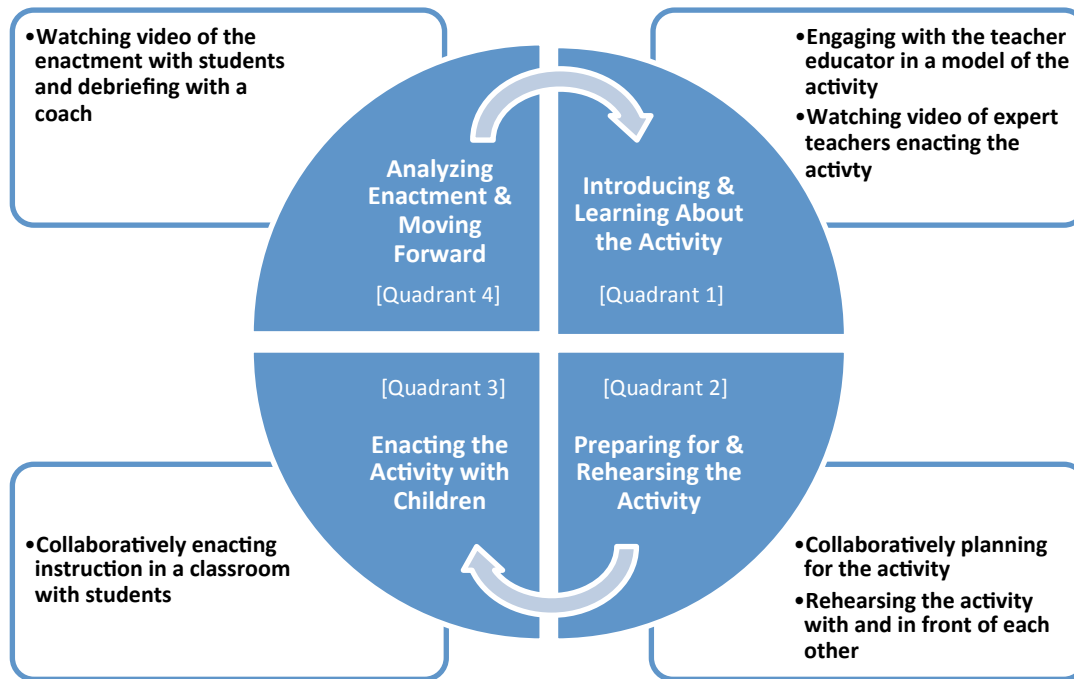 •Watching video of the
enactment with students
and debriefing with a
coach
•Engaging with the teacher
educator in a model of the
activity
•Watching video of expert
teachers enacting the
activty
Analyzing
Enactment &
Moving
Forward
[Quadrant 4]
Introducing &
Learning About
the Activity
[Quadrant 1]
[Quadrant 3]
Enacting the
Activity with
Children
[Quadrant 2]
Preparing for &
Rehearsing the
Activity
•Collaboratively enacting
instruction in a classroom
with students
•Collaboratively planning
for the activity
•Rehearsing the activity
with and in front of each
other